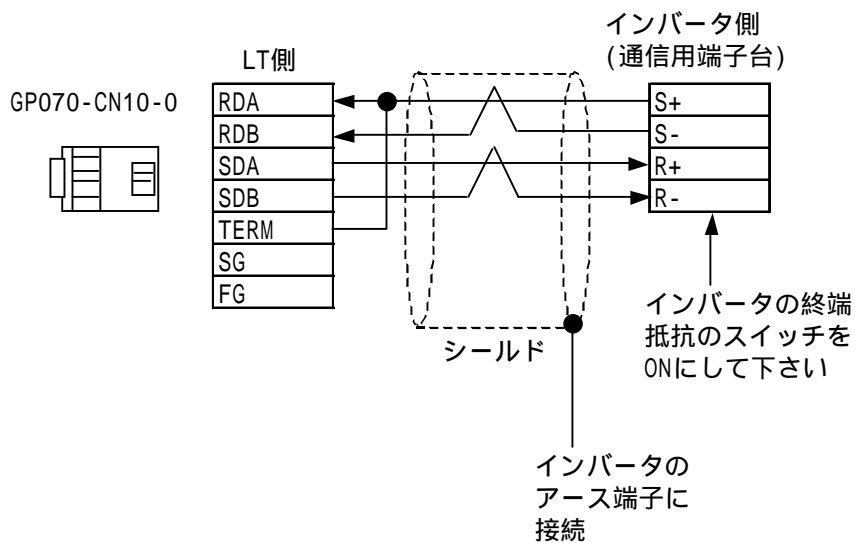 インバータ側
(通信用端子台)
LT側
GP070-CN10-0
RDA
RDB
SDA
SDB
TERM
SG
FG
S+
S-
R+
R-
シールド
インバータの終端
抵抗のスイッチを
ONにして下さい
インバータの
アース端子に
接続